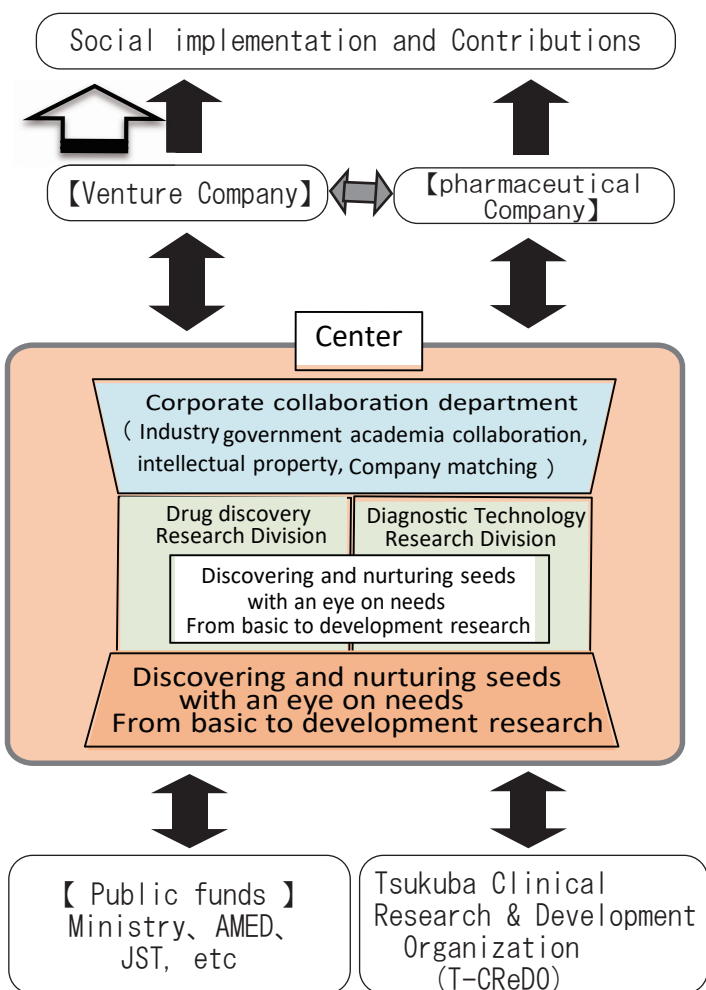 Social implementation and Contributions
【Venture Company】
【pharmaceutical
Company】
Center
Corporate collaboration department
( Industry government academia collaboration,
intellectual property, Company matching )
Drug discovery
Research Division
Diagnostic Technology
Research Division
Discovering and nurturing seeds
with an eye on needs
From basic to development research
Discovering and nurturing seeds
with an eye on needs
From basic to development research
【 Public funds 】
Ministry、AMED、
JST, etc
Tsukuba Clinical
Research & Development
Organization
(T-CReDO)